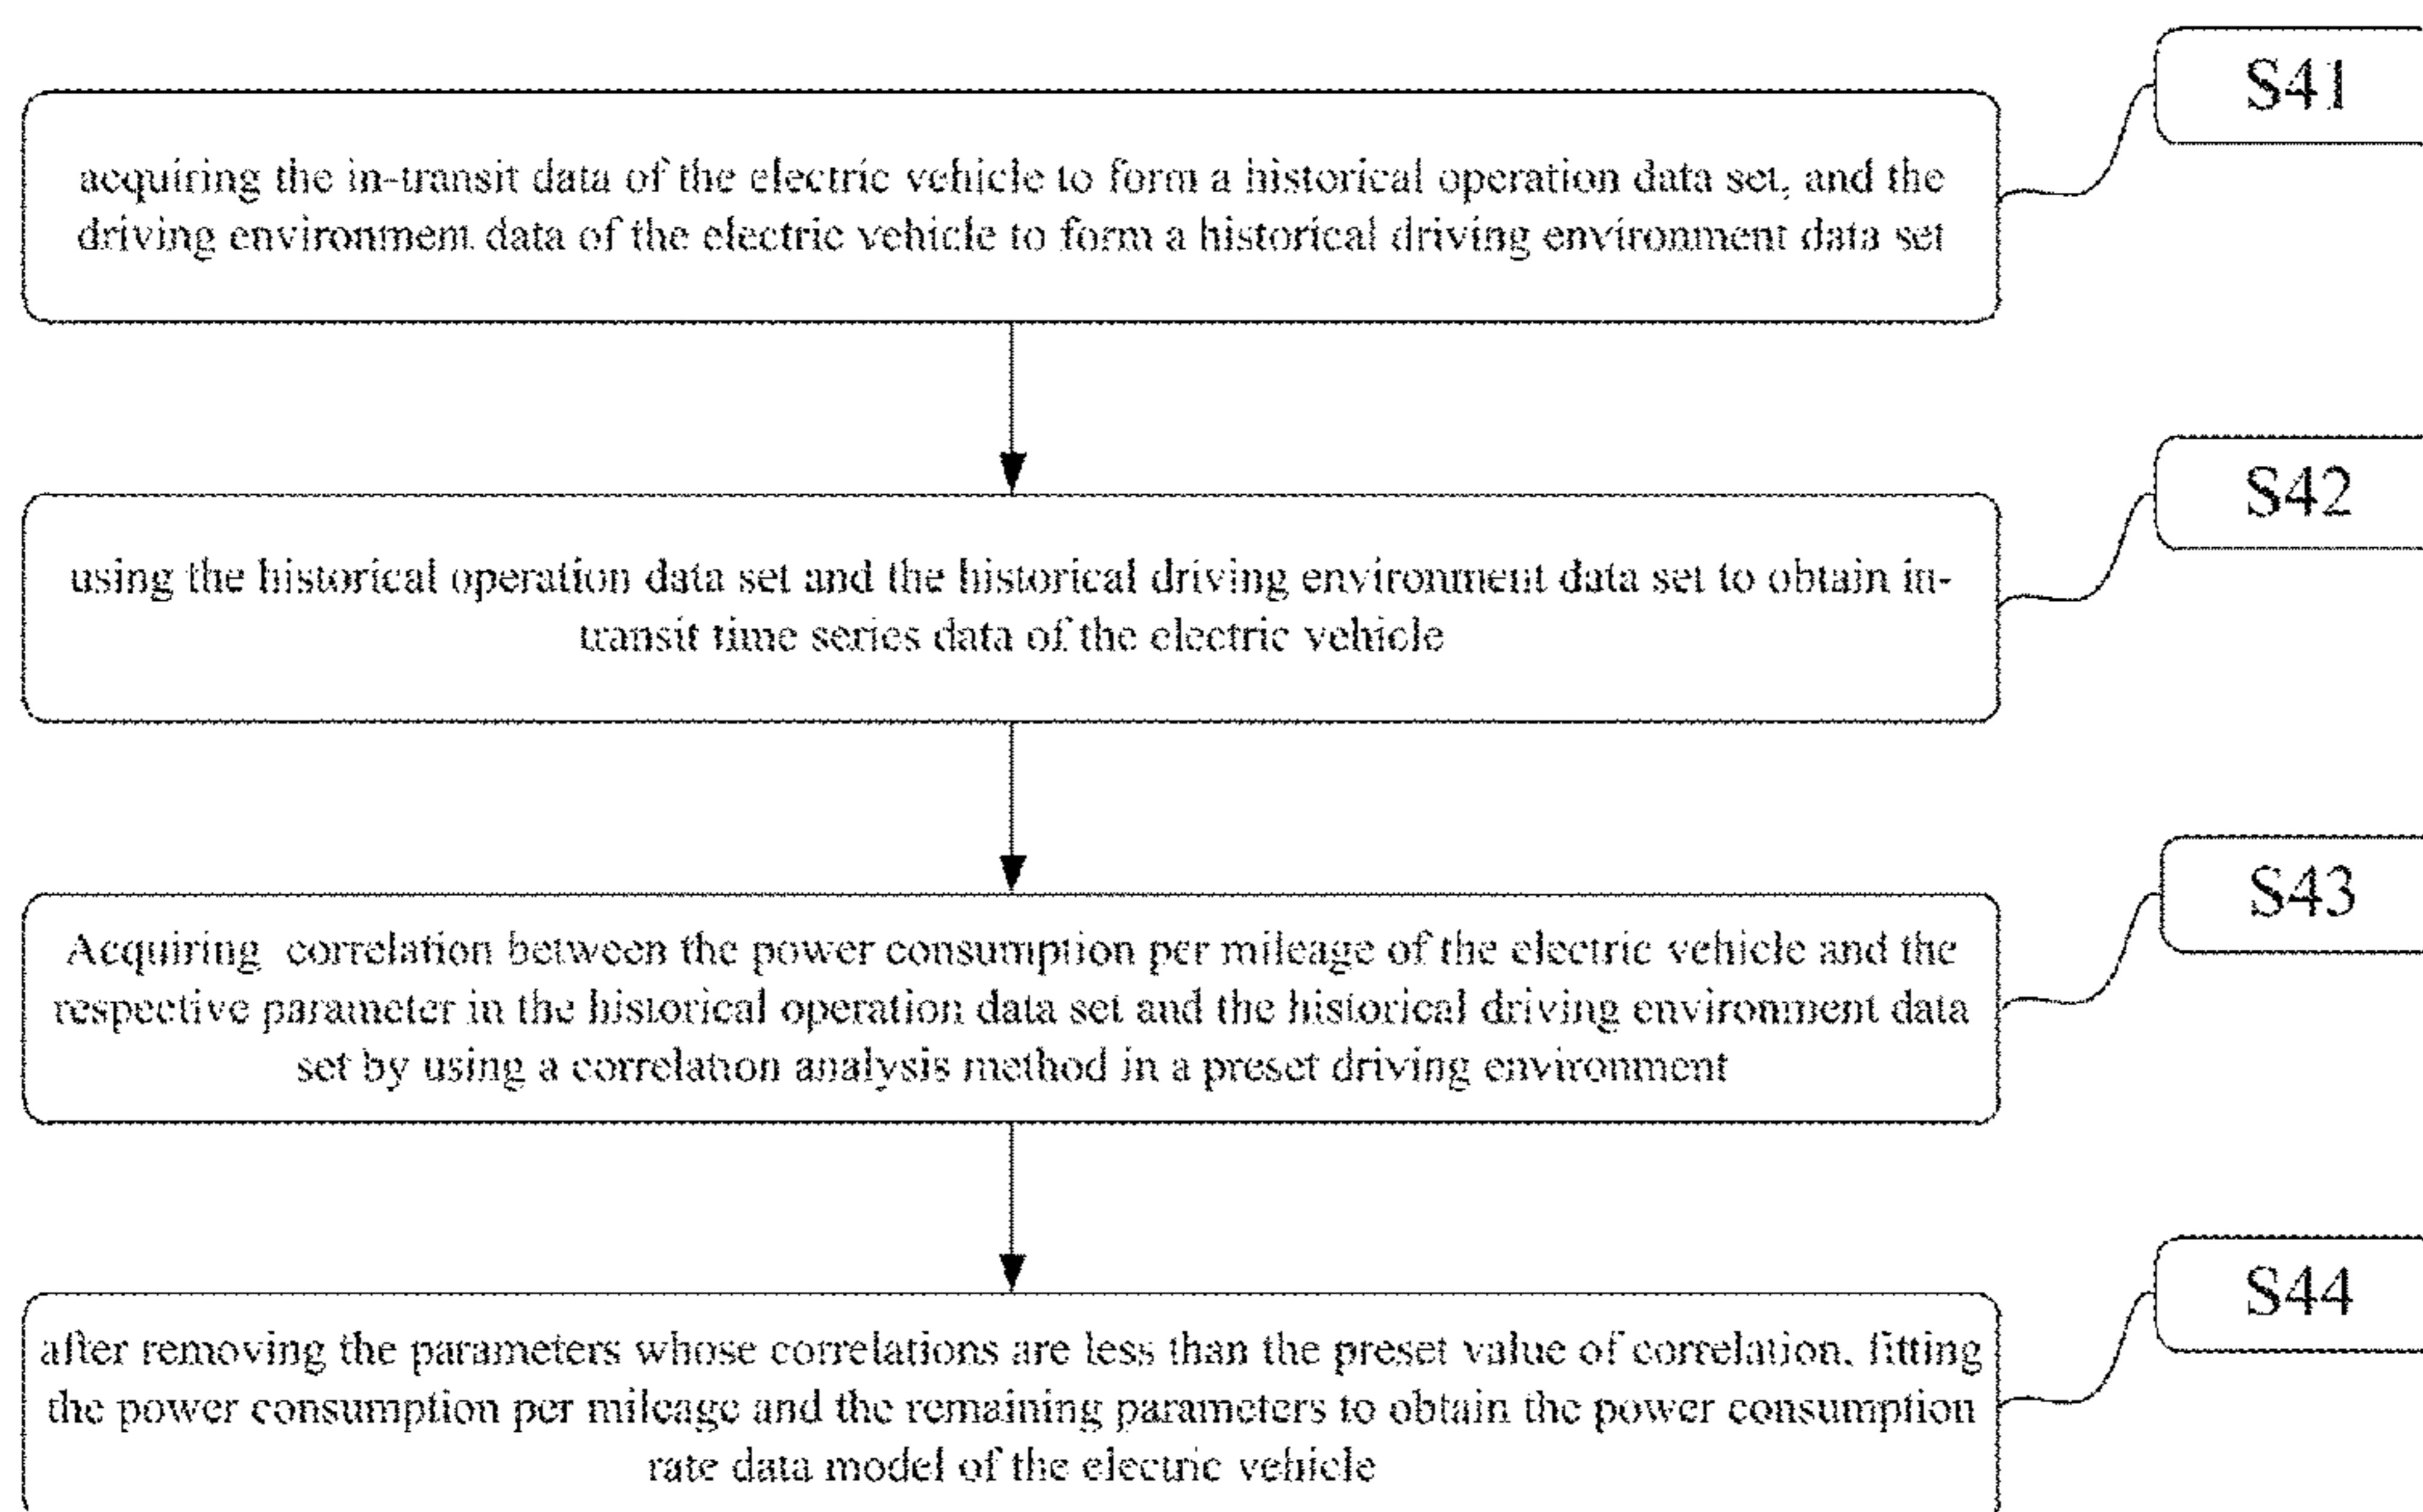 S41
acquiring the in-transit data of the electric vehicle to form a historical operation data set, and the
driving environment data of the electric vehicle to form a historical driving environment data set
S42
using the historical operation data set and the historical driving environment data set to obtain in-
transit time series data of the electric vehicle
S43
Acquiring correlation between the power consumption per mileage of the electric vehicle and the
respective parameter in the historical operation data set and the historical driving environment data
set by using a correlation analysis method in a preset driving environment
S44
after removing the parameters whose correlations are less than the preset value of correlation, fitting
the power consumption per mileage and the remaining parameters to obtain the power consumption
rate data model of the electric vehicle